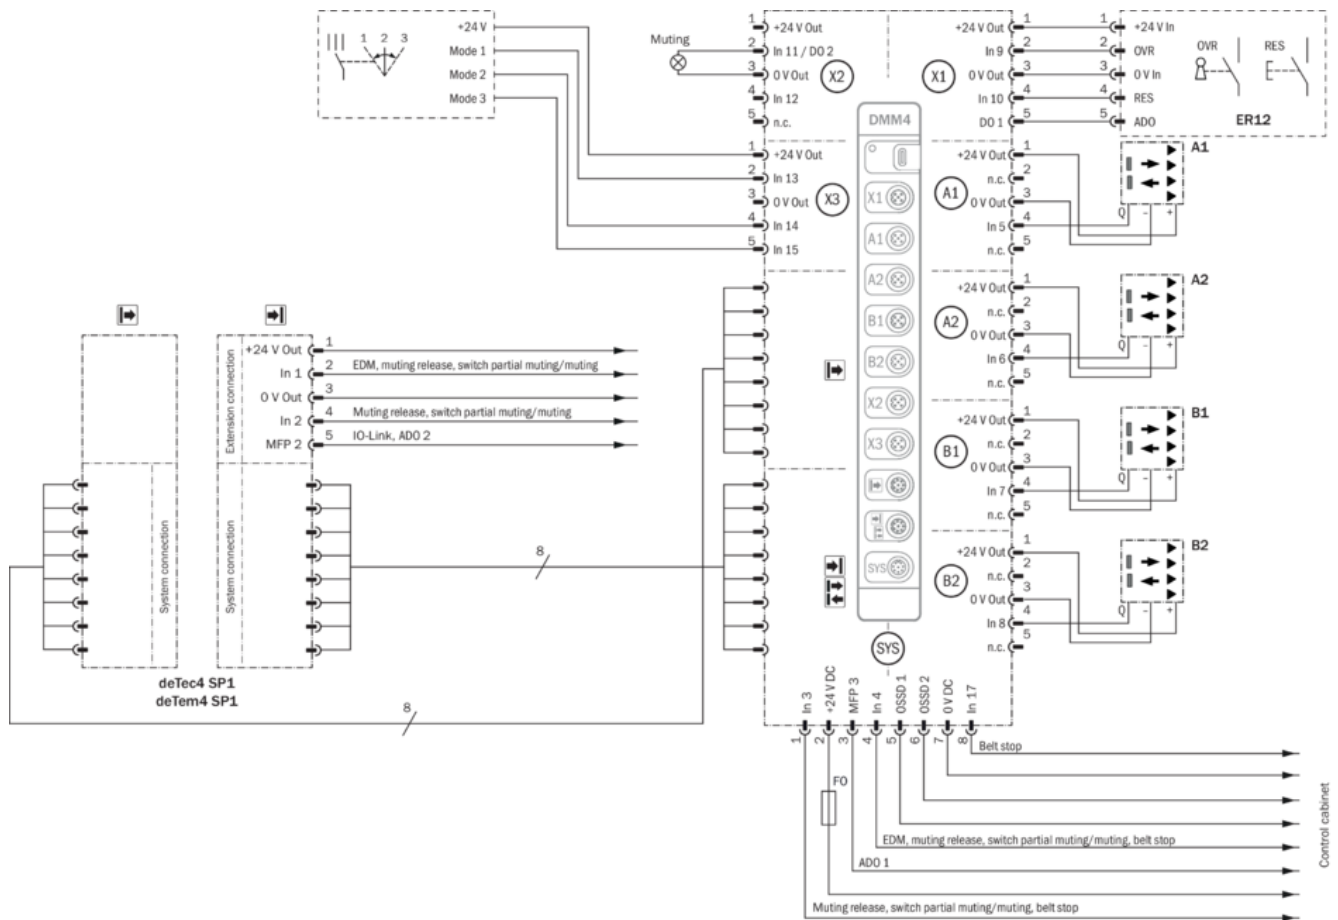 +24 V
Mode 1
Mode 2
Mode 3
1 2 3
Muting
1 +24 V Out
2 In 11 / DO 2
3 0 V Out
4 In 12
5 n.c.
X2
1 +24 V Out
2 In 13
3 0 V Out
4 In 14
5 In 15
X3
+24 V Out 1
In 9 2
0 V Out 3
In 10 4
DO 1 5
X1
1 +24 V In
2 OVR
3 0 V In
4 RES
5 ADO
OVR
RES
ER12
DMM4
X1
A1
A2
B1
B2
X2
X3
SYS
SYS
+24 V Out 1
n.c. 2
0 V Out 3
In 5 4
n.c. 5
A1
Q – +
A1
+24 V Out 1
n.c. 2
0 V Out 3
In 6 4
n.c. 5
A2
Q – +
A2
+24 V Out 1
n.c. 2
0 V Out 3
In 7 4
n.c. 5
B1
Q – +
B1
+24 V Out 1
n.c. 2
0 V Out 3
In 8 4
n.c. 5
B2
Q – +
B2
Extension connection
+24 V Out 1
In 1 2 EDM, muting release, switch partial muting/muting
0 V Out 3
In 2 4 Muting release, switch partial muting/muting
MFP 2 5 IO-Link, ADO 2
System connection
System connection
8
8
deTec4 SP1
deTem4 SP1
In 3
+24V DC
MFP 3
In 4
OSSD 1
OSSD 2
0 V DC
In 17
1 2 3 4 5 6 7 8
Belt stop
F0
EDM, muting release, switch partial muting/muting, belt stop
ADO 1
Muting release, switch partial muting/muting, belt stop
Control cabinet